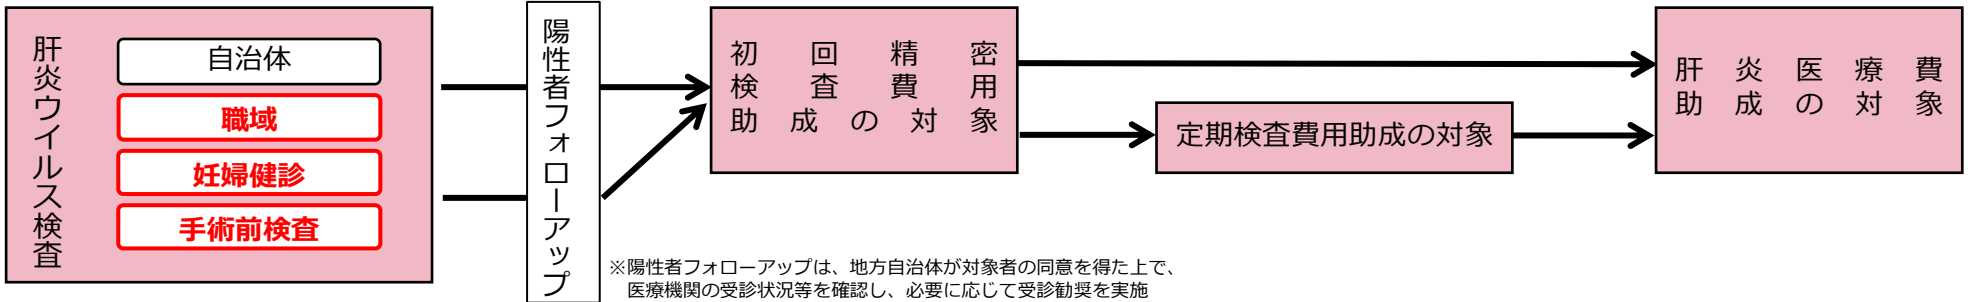 肝炎ウイルス検査
自治体
職域
妊婦健診
手術前検査
陽性者フォローアップ
初回精密
検査費用
助成の対象
定期検査費用助成の対象
肝炎医療費
助成の対象
※陽性者フォローアップは、地方自治体が対象者の同意を得た上で、
医療機関の受診状況等を確認し、必要に応じて受診勧奨を実施